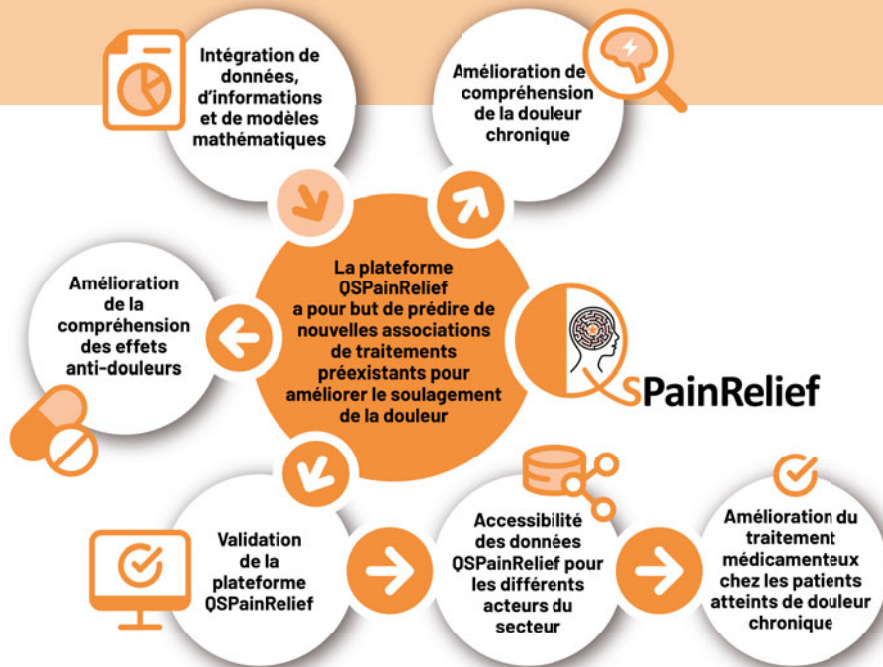 Intégration de
données,
d'informations
et de modèles
mathématiques
Amélioration de
compréhension
de la douleur
chronique
La plateforme
QSPainRelief
a pour but de prédire de
nouvelles associations
de traitements
préexistants pour
améliorer le soulagement
de la douleur
Amélioration
de la
compréhension
des effets
anti-douleurs
QSPainRelief
Validation
de la
plateforme
QSPainRelief
Accessibilité
des données
QSPainRelief pour
les différents
acteurs du
secteur
Amélioration du
traitement
médicamenteux
chez les patients
atteints de douleur
chronique